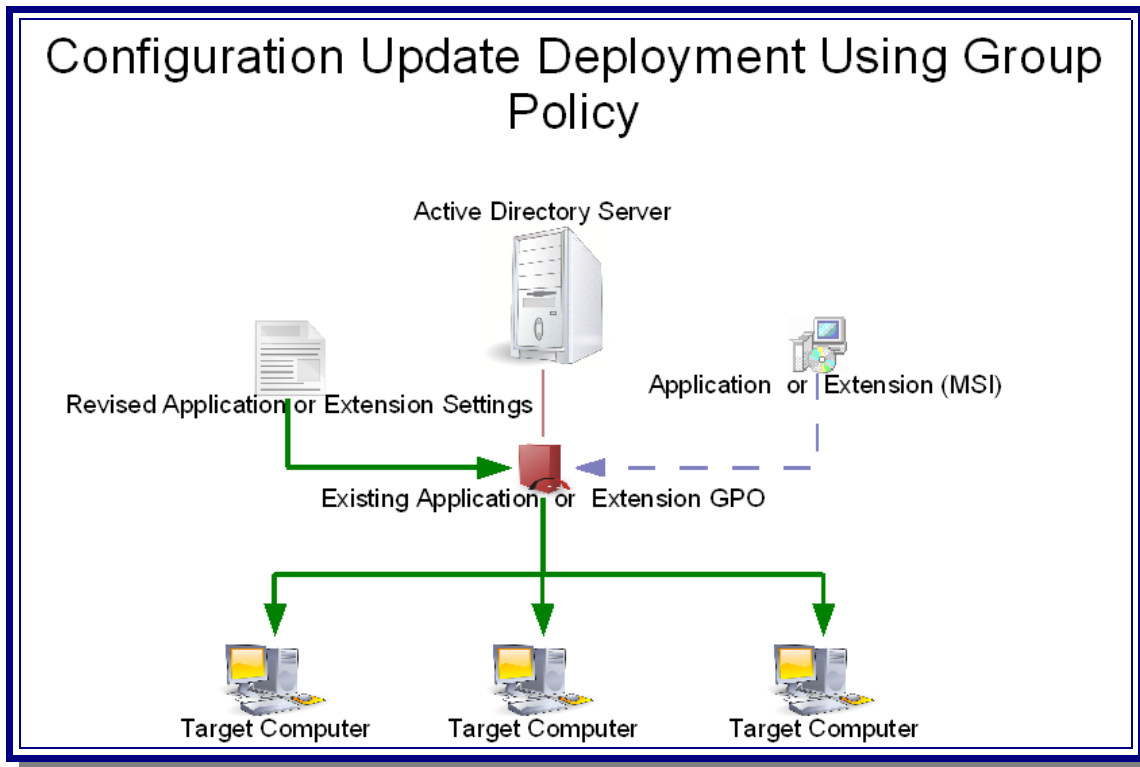 Configuration Update Deployment Using Group
Policy
Active Directory Server
Application or Extension (MSI)
Revised Application or Extension Settings
Existing Application or Extension GPO
Target Computer
Target Computer
Target Computer